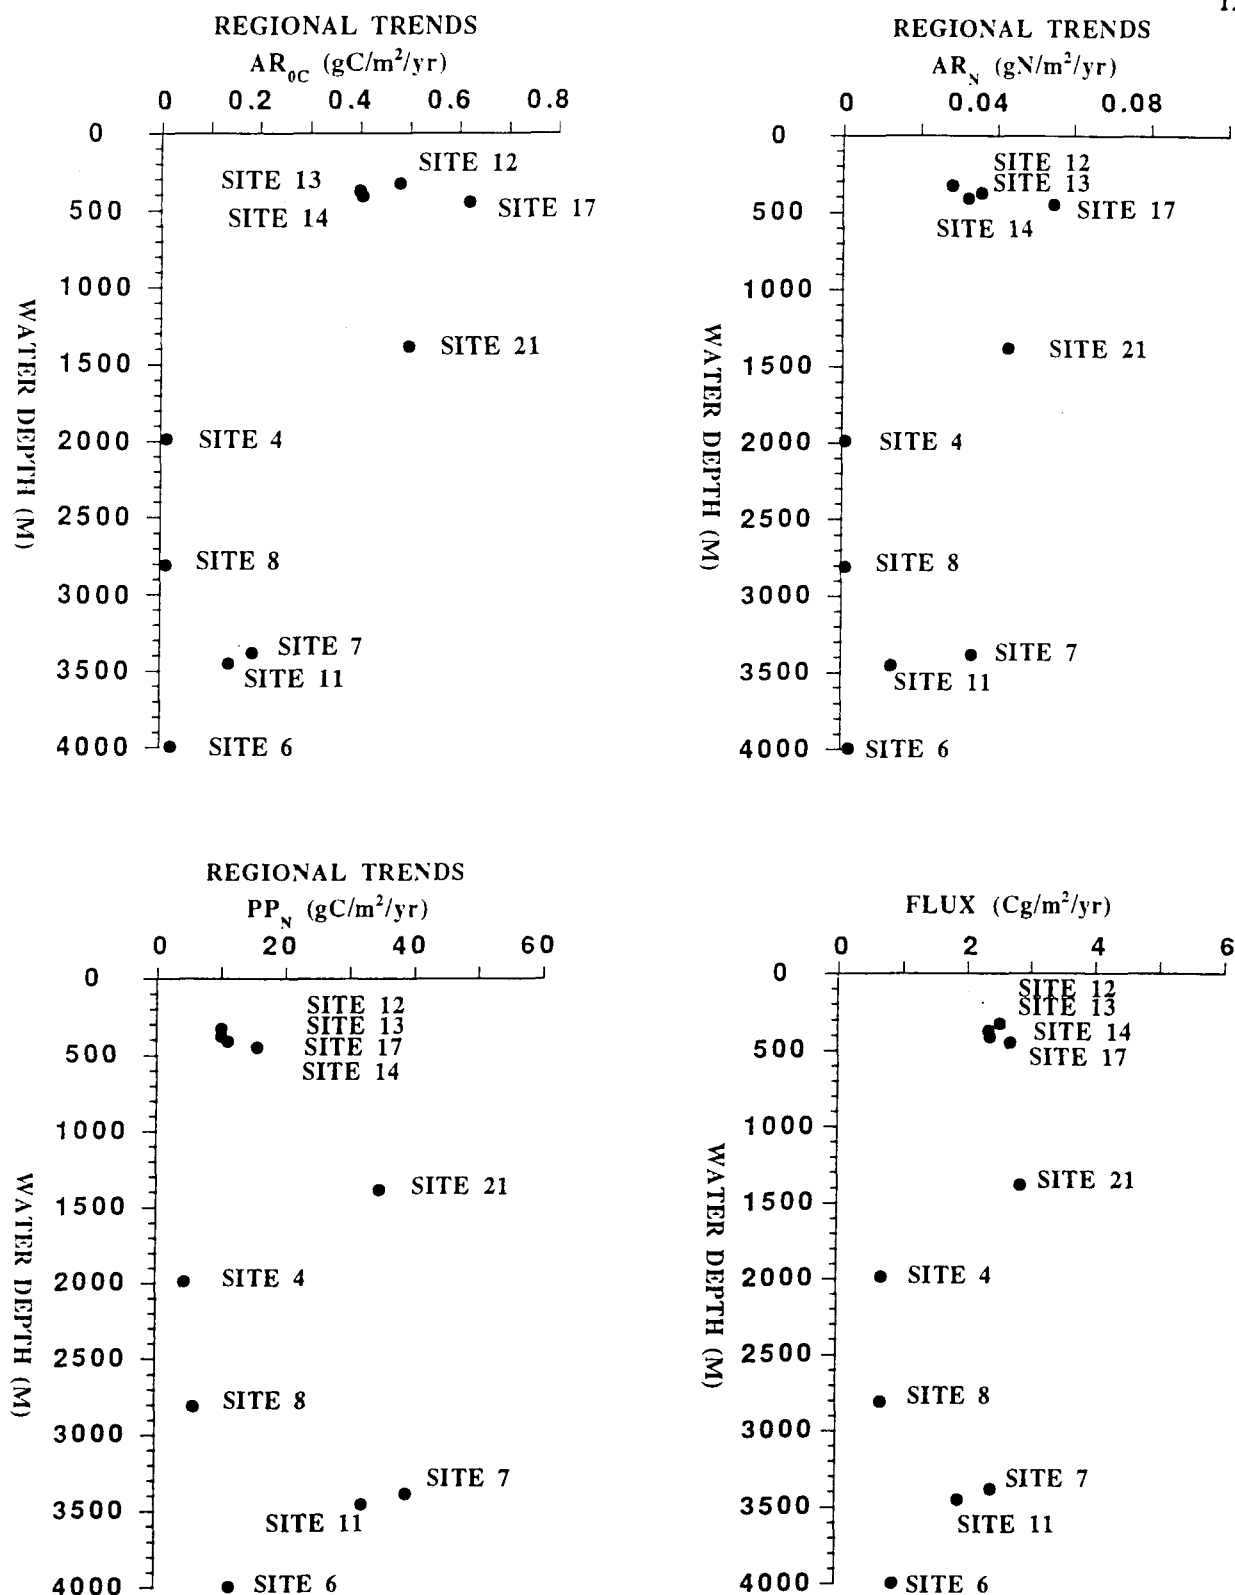 REGIONAL TRENDS
AR0C (gC/m2/yr)
0 0.2 0.4 0.6 0.8
0
500
1000
1500
2000
2500
3000
3500
4000
WATER DEPTH (M)
SITE 12
SITE 13
SITE 14
SITE 17
SITE 21
SITE 4
SITE 8
SITE 7
SITE 11
SITE 6
REGIONAL TRENDS
ARN (gN/m2/yr)
0 0.04 0.08
0
500
1000
1500
2000
2500
3000
3500
4000
WATER DEPTH (M)
SITE 12
SITE 13
SITE 17
SITE 14
SITE 21
SITE 4
SITE 8
SITE 7
SITE 11
SITE 6
REGIONAL TRENDS
PPN (gC/m2/yr)
0 20 40 60
0
500
1000
1500
2000
2500
3000
3500
4000
WATER DEPTH (M)
SITE 12
SITE 13
SITE 17
SITE 14
SITE 21
SITE 4
SITE 8
SITE 7
SITE 11
SITE 6
FLUX (Cg/m2/yr)
0 2 4 6
0
500
1000
1500
2000
2500
3000
3500
4000
WATER DEPTH (M)
SITE 12
SITE 13
SITE 14
SITE 17
SITE 21
SITE 4
SITE 8
SITE 7
SITE 11
SITE 6